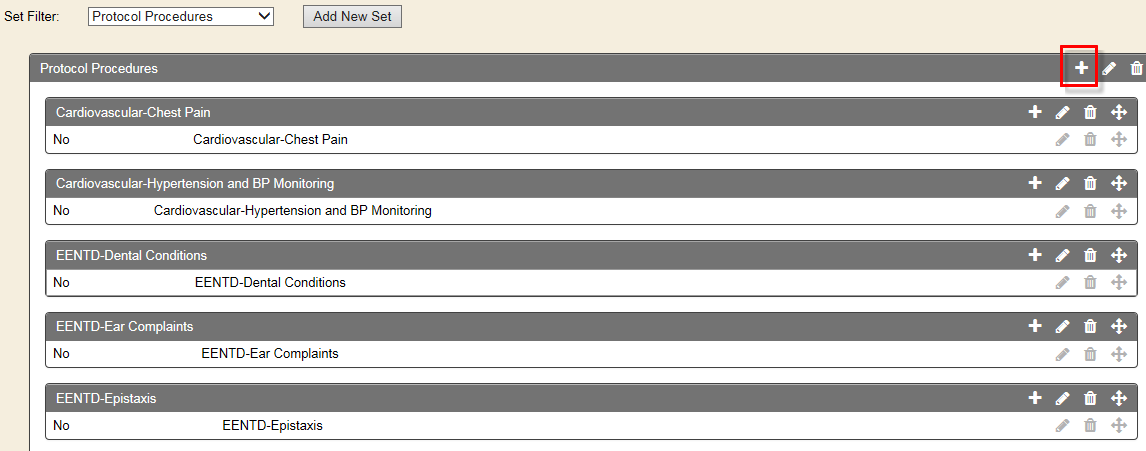 Set Filter: Protocol Procedures Add New Set
Protocol Procedures
Cardiovascular-Chest Pain
No Cardiovascular-Chest Pain
Cardiovascular-Hypertension and BP Monitoring
No Cardiovascular-Hypertension and BP Monitoring
EENTD-Dental Conditions
No EENTD-Dental Conditions
EENTD-Ear Complaints
No EENTD-Ear Complaints
EENTD-Epistaxis
No EENTD-Epistaxis